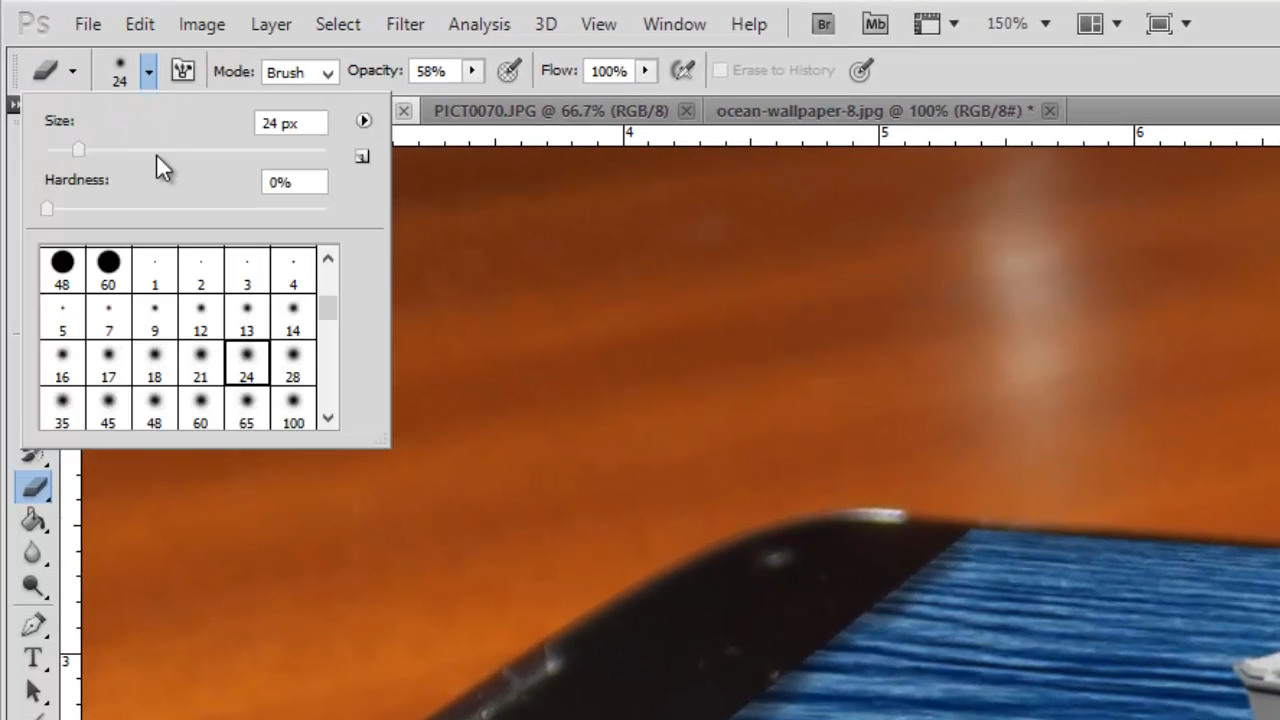 Ps File Edit Image Layer Select Filter Analysis 3D View Window Help Br Mb 150%
24 Mode: Brush Opacity: 58% Flow: 100% Erase to History
PICT0070.JPG @ 66.7% (RGB/8) ocean-wallpaper-8.jpg @ 100% (RGB/8#) *
Size: 24 px
4 5 6
Hardness: 0%
48 60 1 2 3 4
5 7 9 12 13 14
16 17 18 21 24 28
35 45 48 60 65 100
T
3